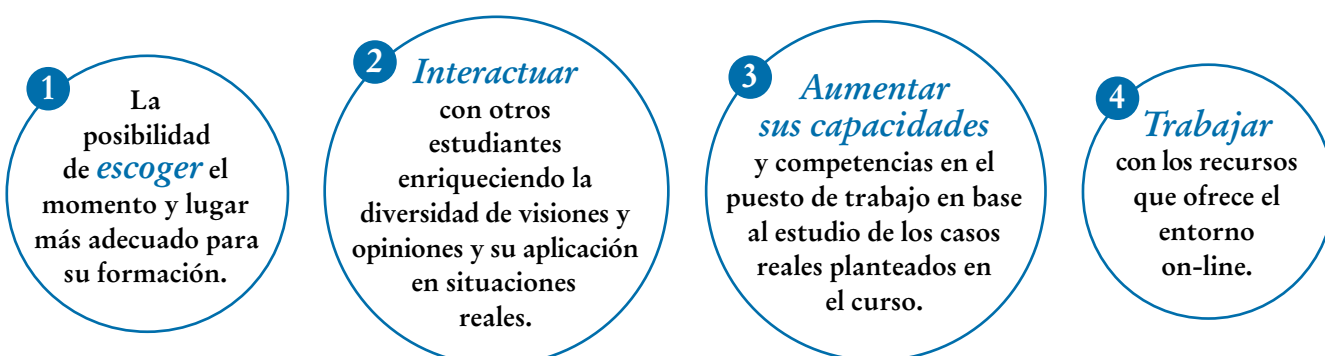 1
La
posibilidad
de escoger el
momento y lugar
más adecuado para
su formación.
2
Interactuar
con otros
estudiantes
enriqueciendo la
diversidad de visiones y
opiniones y su aplicación
en situaciones
reales.
3
Aumentar
sus capacidades
y competencias en el
puesto de trabajo en base
al estudio de los casos
reales planteados en
el curso.
4
Trabajar
con los recursos
que ofrece el
entorno
on-line.